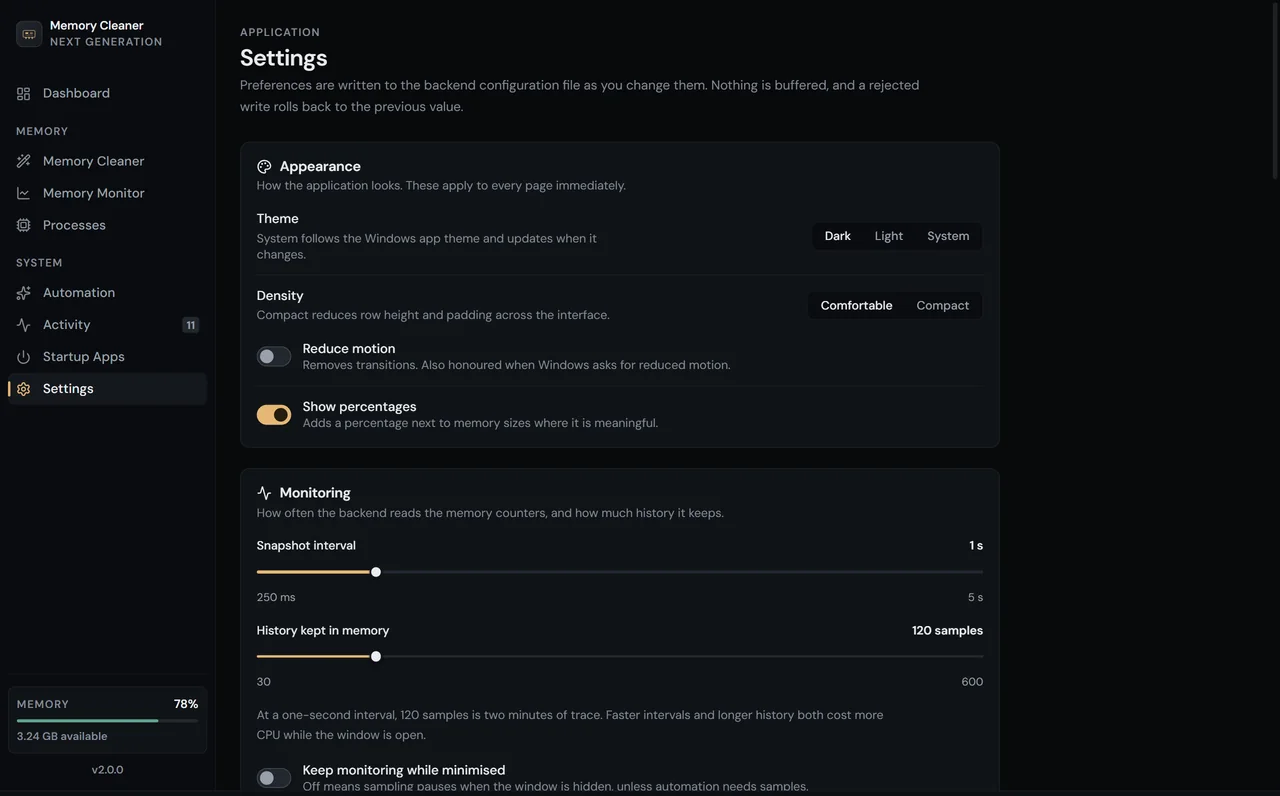 Memory Cleaner
NEXT GENERATION
Dashboard
MEMORY
Memory Cleaner
Memory Monitor
Processes
SYSTEM
Automation
Activity 11
Startup Apps
Settings
MEMORY 78%
3.24 GB available
v2.0.0
APPLICATION
Settings
Preferences are written to the backend configuration file as you change them. Nothing is buffered, and a rejected
write rolls back to the previous value.
Appearance
How the application looks. These apply to every page immediately.
Theme
System follows the Windows app theme and updates when it
changes.
Dark Light System
Density
Compact reduces row height and padding across the interface.
Comfortable Compact
Reduce motion
Removes transitions. Also honoured when Windows asks for reduced motion.
Show percentages
Adds a percentage next to memory sizes where it is meaningful.
Monitoring
How often the backend reads the memory counters, and how much history it keeps.
Snapshot interval 1 s
250 ms 5 s
History kept in memory 120 samples
30 600
At a one-second interval, 120 samples is two minutes of trace. Faster intervals and longer history both cost more
CPU while the window is open.
Keep monitoring while minimised
Off means sampling pauses when the window is hidden, unless automation needs samples.